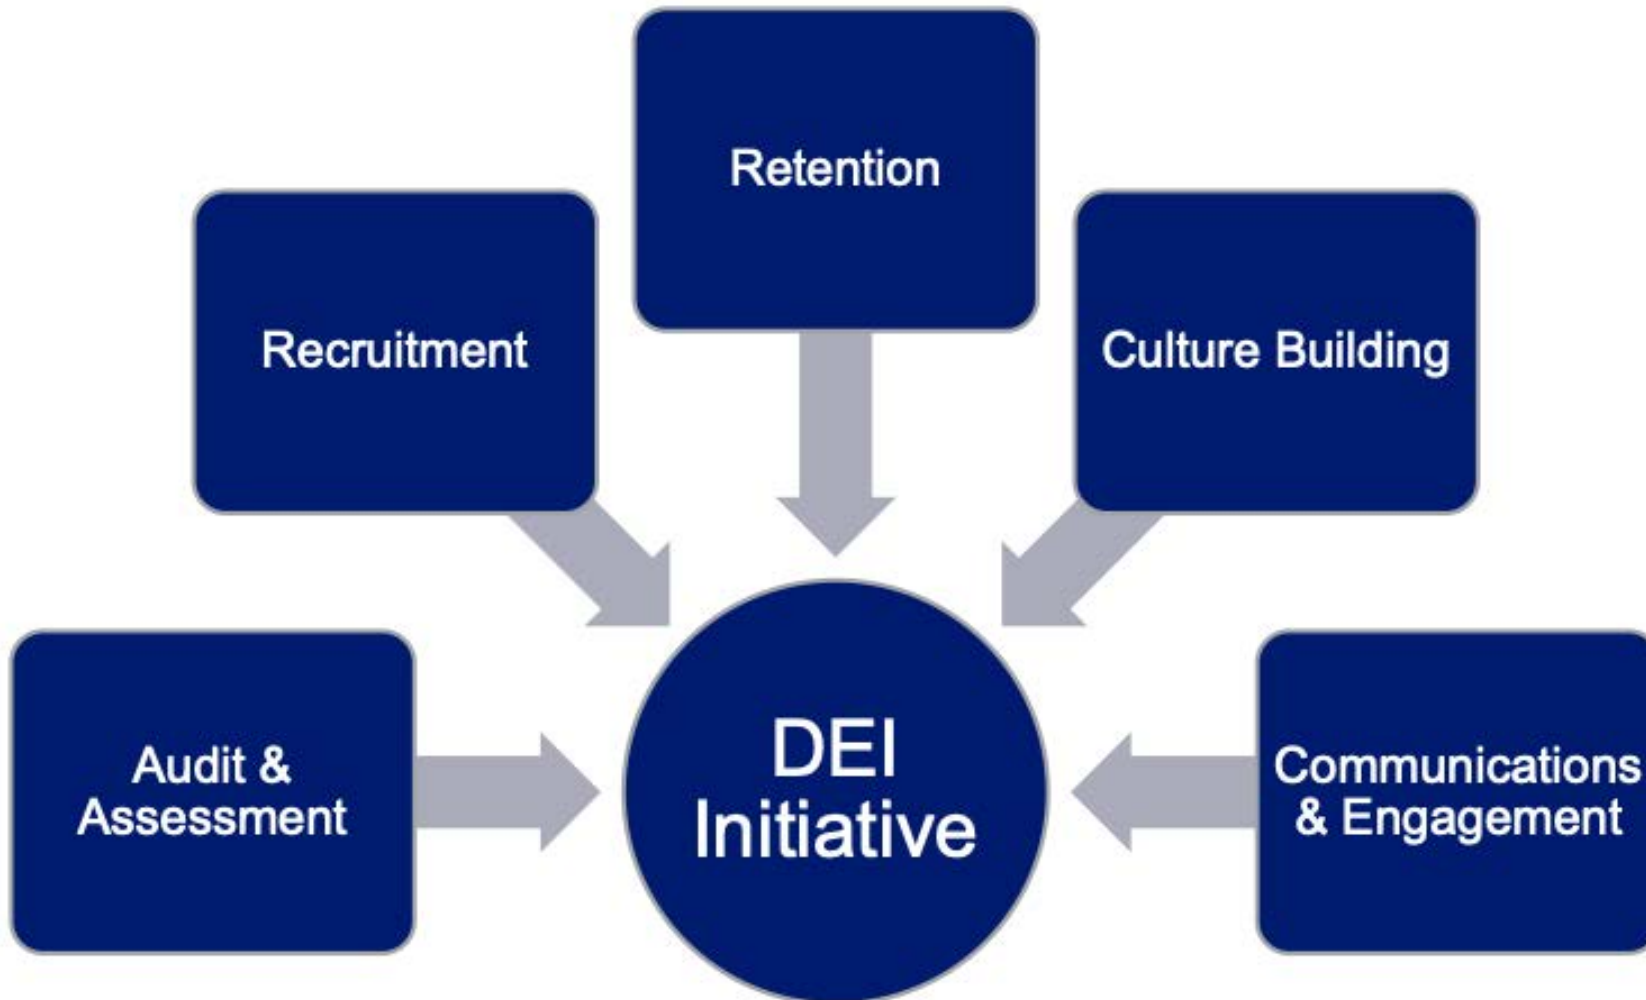 Retention
Recruitment
Culture Building
Audit &
Assessment
DEI
Initiative
Communications
& Engagement